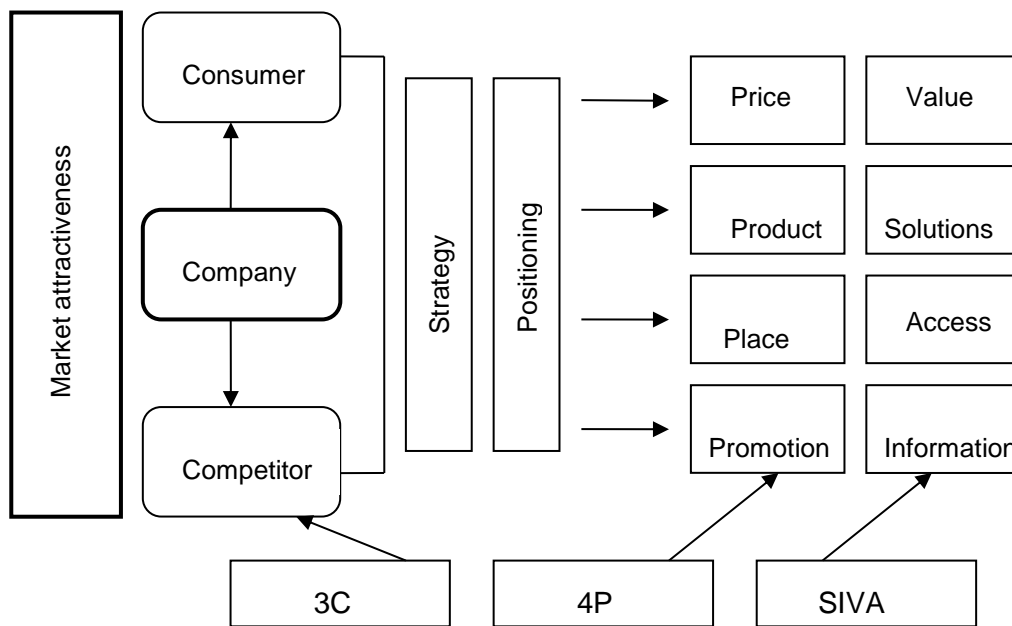 Market attractiveness
Consumer
Company
Competitor
Strategy
Positioning
Price
Value
Product
Solutions
Place
Access
Promotion
Information
3C
4P
SIVA